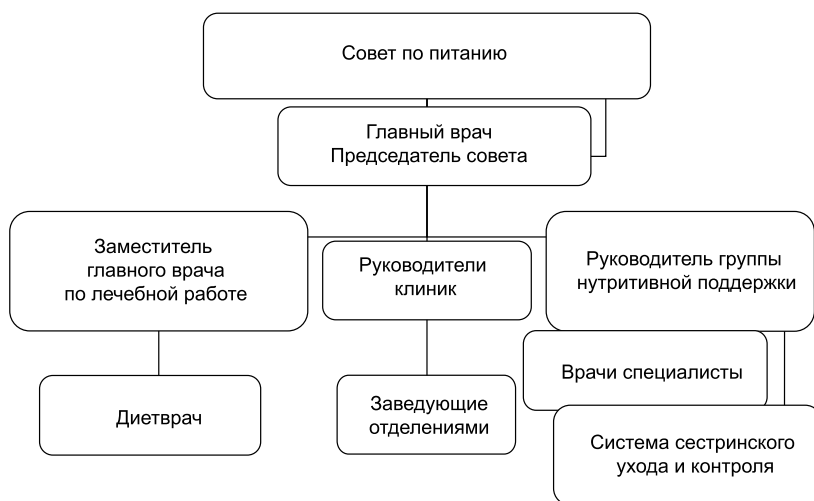 Совет по питанию
Главный врач
Председатель совета
Заместитель
главного врача
по лечебной работе
Руководители
клиник
Руководитель группы
нутритивной поддержки
Врачи специалисты
Диетврач
Заведующие
отделениями
Система сестринского
ухода и контроля